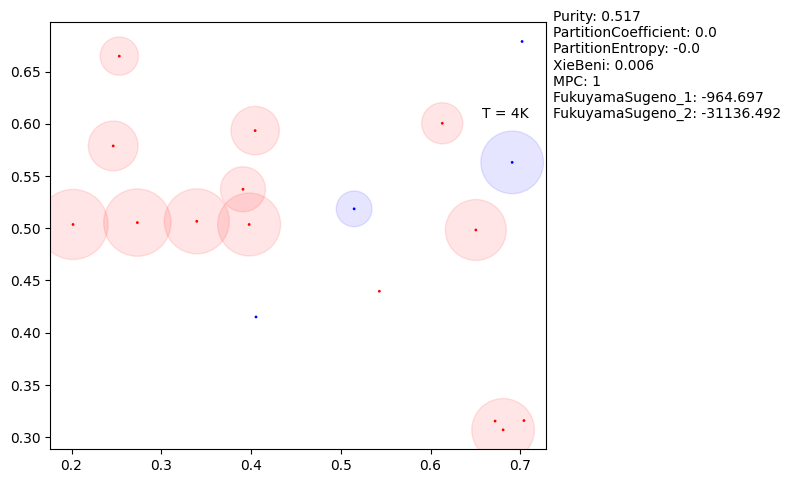 Purity: 0.517
PartitionCoefficient: 0.0
PartitionEntropy: -0.0
XieBeni: 0.006
MPC: 1
FukuyamaSugeno_1: -964.697
FukuyamaSugeno_2: -31136.492
T = 4K
0.65
0.60
0.55
0.50
0.45
0.40
0.35
0.30
0.2
0.3
0.4
0.5
0.6
0.7